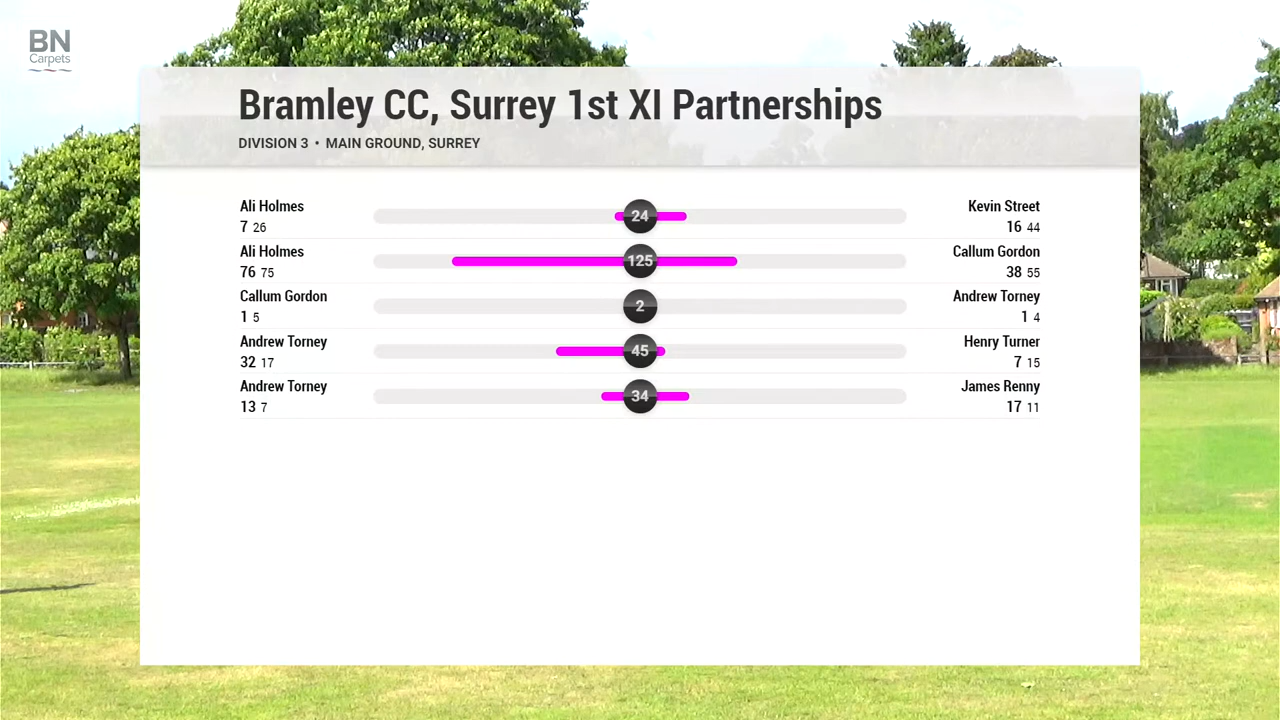 BN
Carpets
Bramley CC, Surrey 1st XI Partnerships
DIVISION 3 • MAIN GROUND, SURREY
Ali Holmes
7 26
24
Kevin Street
16 44
Ali Holmes
76 75
125
Callum Gordon
38 55
Callum Gordon
1 5
2
Andrew Torney
1 4
Andrew Torney
32 17
45
Henry Turner
7 15
Andrew Torney
13 7
34
James Renny
17 11